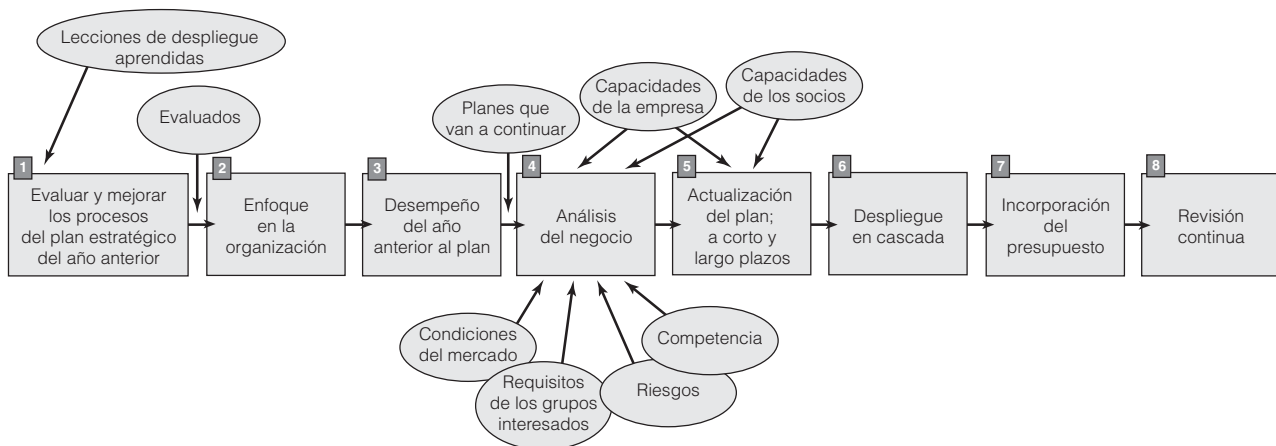 Lecciones de despliegue
aprendidas
Evaluados
Planes que
van a continuar
Capacidades
de la empresa
Capacidades
de los socios
1
Evaluar y mejorar
los procesos
del plan estratégico
del año anterior
2
Enfoque
en la
organización
3
Desempeño
del año
anterior al plan
4
Análisis
del negocio
5
Actualización
del plan;
a corto y
largo plazos
6
Despliegue
en cascada
7
Incorporación
del
presupuesto
8
Revisión
continua
Condiciones
del mercado
Requisitos
de los grupos
interesados
Riesgos
Competencia